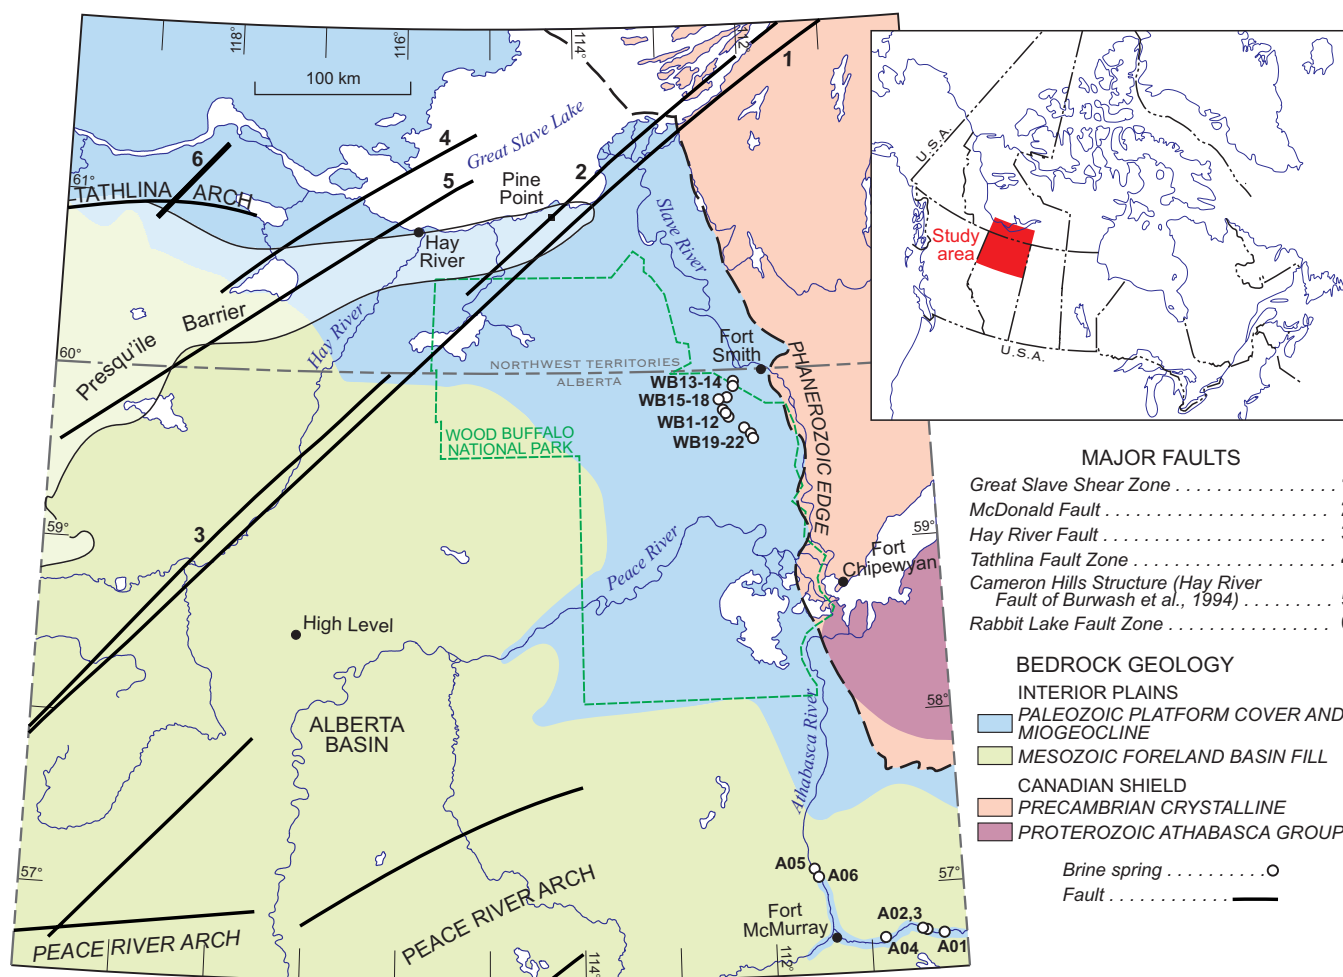 118°
116°
114°
112°
100 km
1
Great Slave Lake
4
6
5
2
61°
TATHLINA ARCH
Pine
Point
Slave River
Hay
River
Presqu'ile Barrier
Hay River
60°
NORTHWEST TERRITORIES
ALBERTA
Fort
Smith
WB13-14
WB15-18
WB1-12
WB19-22
WOOD BUFFALO
NATIONAL PARK
PHANEROZOIC EDGE
59°
59°
3
Peace River
Fort
Chipewyan
High Level
ALBERTA
BASIN
58°
Athabasca River
57°
57°
A05
A06
PEACE RIVER ARCH
PEACE RIVER ARCH
Fort
McMurray
A02,3
A04
A01
114°
112°
U.S.A.
Study
area
U.S.A.
MAJOR FAULTS
Great Slave Shear Zone . . . . . . . . . . . . . . . .
McDonald Fault . . . . . . . . . . . . . . . . . . . . . .
Hay River Fault . . . . . . . . . . . . . . . . . . . . . .
Tathlina Fault Zone . . . . . . . . . . . . . . . . . . .
Cameron Hills Structure (Hay River
Fault of Burwash et al., 1994) . . . . . . . . .
Rabbit Lake Fault Zone . . . . . . . . . . . . . . . .
BEDROCK GEOLOGY
INTERIOR PLAINS
PALEOZOIC PLATFORM COVER AND
MIOGEOCLINE
MESOZOIC FORELAND BASIN FILL
CANADIAN SHIELD
PRECAMBRIAN CRYSTALLINE
PROTEROZOIC ATHABASCA GROUP
Brine spring . . . . . . . . . .
Fault . . . . . . . . . . . .